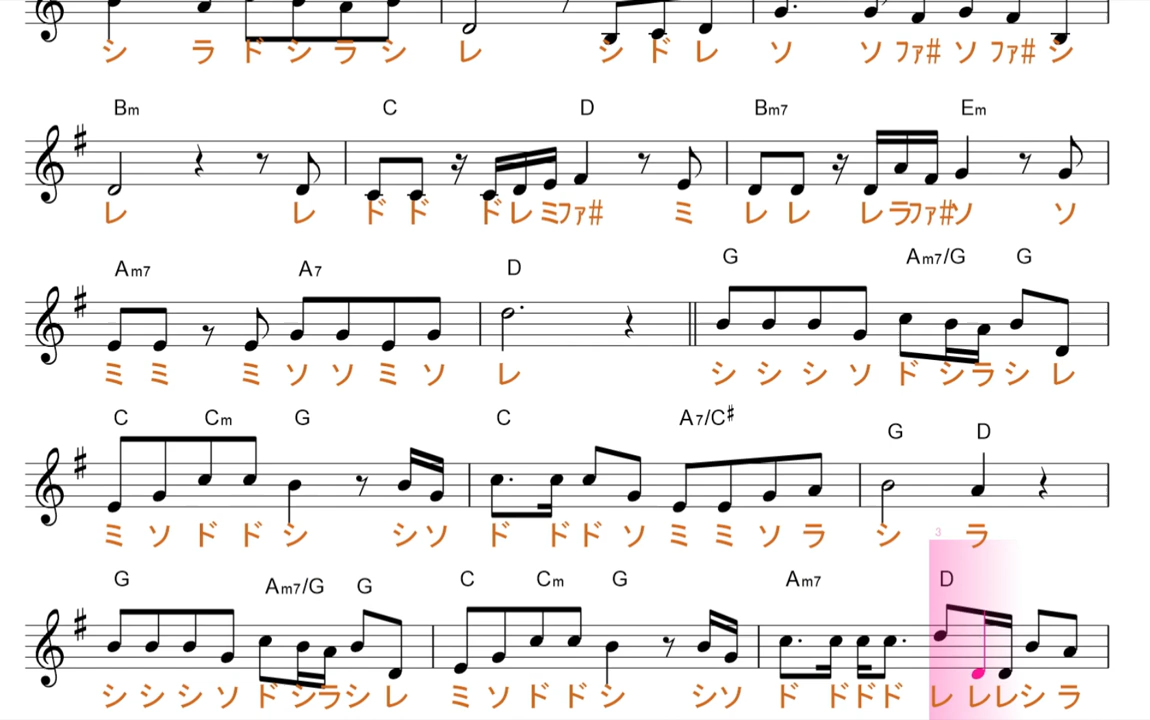 シ ラ ド シ ラ シ レ シ ド レ ソ ソ ファ# ソ ファ# シ
Bm C D Bm7 Em
レ レ ド ド ド レ ミ ファ# ミ レ レ レ ラ ファ# ソ ソ
Am7 A7 D G Am7/G G
ミ ミ ミ ソ ソ ミ ソ レ シ シ シ ソ ド シ ラ シ レ
C Cm G C A7/C♯ G D
ミ ソ ド ド シ シ ソ ド ド ド ソ ミ ミ ソ ラ シ ラ
3
G Am7/G G C Cm G Am7 D
シ シ シ ソ ド シ ラ シ レ ミ ソ ド ド シ シ ソ ド ド ド ド レ レ レ シ ラ